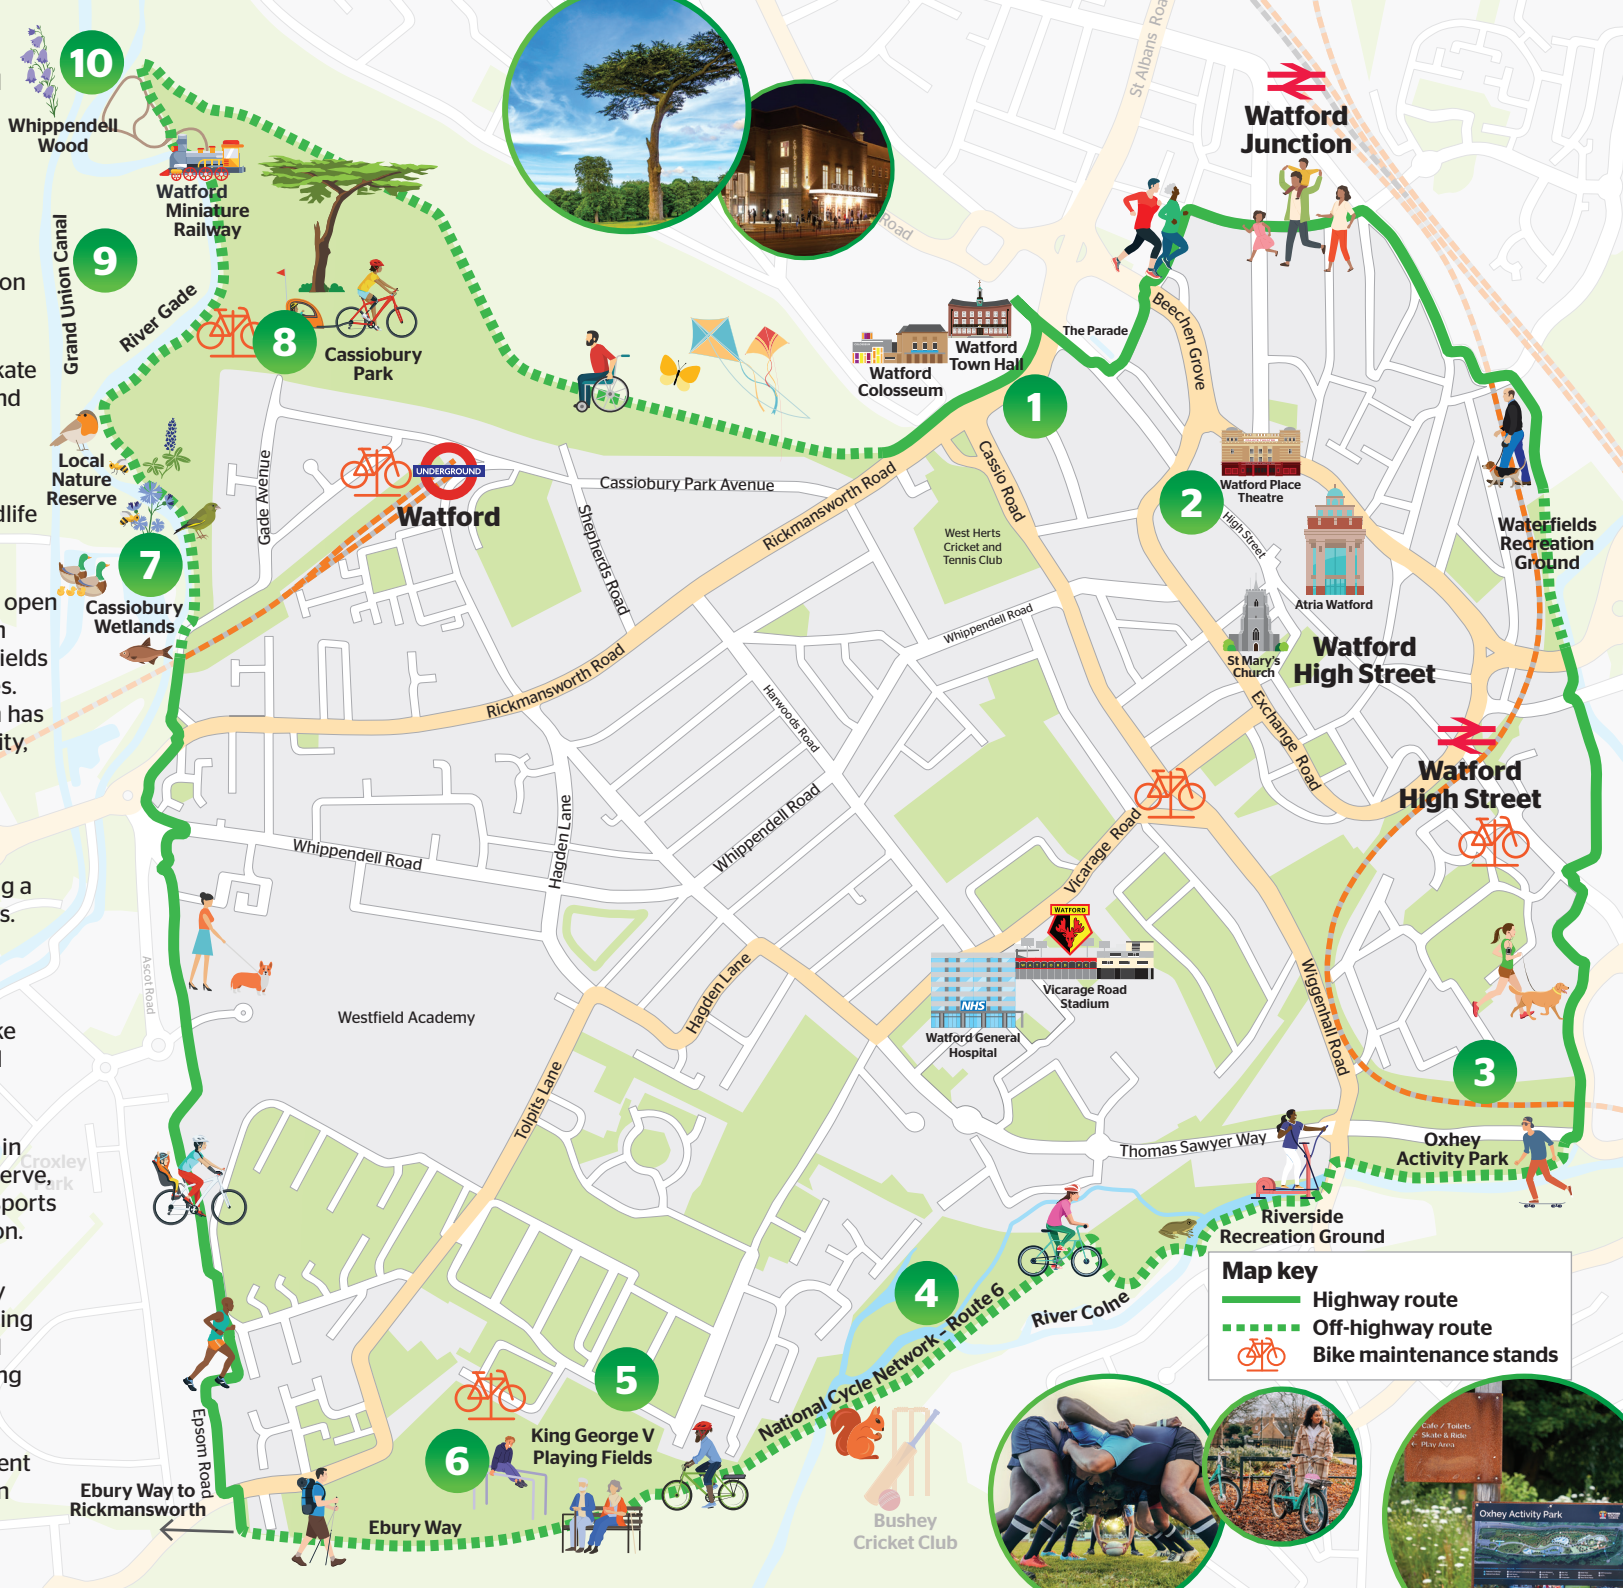 10
Whippendell
Wood
Watford
Miniature
Railway
Grand Union Canal
9
River Gade
8
Cassiobury
Park
on
kate
nd
Local
Nature
Reserve
dlife
7
Cassiobury
Wetlands
open
n
ields
s.
has
ity,
Gade Avenue
UNDERGROUND
Watford
Cassiobury Park Avenue
Shepherds Road
Rickmansworth Road
Rickmansworth Road
Road
St Albans Roa
Watford
Junction
Watford
Town Hall
Watford
Colosseum
The Parade
Beechen Grove
1
Cassio Road
West Herts
Cricket and
Tennis Club
Whippendell Road
2
Watford Place
Theatre
High Street
Atria Watford
St Mary's
Church
Watford
High Street
Waterfields
Recreation
Ground
Exchange Road
Watford
High Street
Harwoods Road
Whippendell Road
Whippendell Road
Hagden Lane
Hagden Lane
Vicarage Road
WATFORD
Vicarage Road
Stadium
NHS
Watford General
Hospital
Wiggenhall Road
3
g a
s.
Ascot Road
Westfield Academy
ke
Tolpits Lane
Thomas Sawyer Way
Oxhey
Activity Park
Riverside
Recreation Ground
in
erve,
ports
on.
Croxley
Park
y
ing
ng
ent
n
4
River Colne
National Cycle Network - Route 6
5
King George V
Playing Fields
6
Epsom Road
Ebury Way to
Rickmansworth
Ebury Way
Bushey
Cricket Club
Map key
Highway route
Off-highway route
Bike maintenance stands
Cafe / Toilets
Skate & Ride
Play Area
Oxhey Activity Park